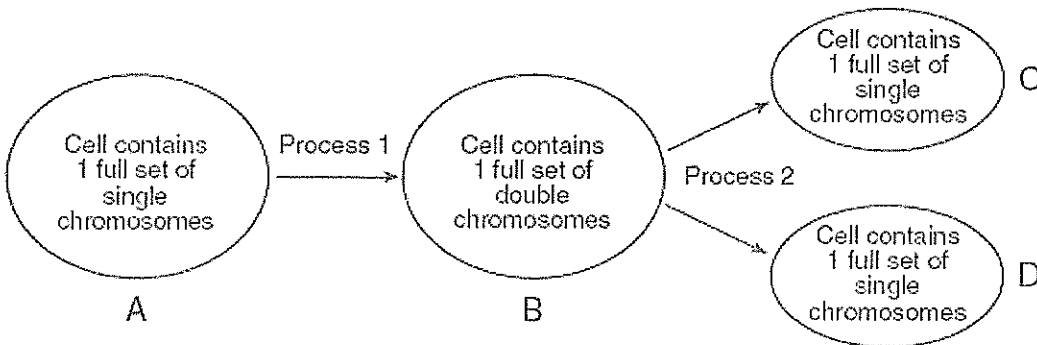 Cell contains
1 full set of
single
chromosomes
A
Process 1
Cell contains
1 full set of
double
chromosomes
B
Process 2
Cell contains
1 full set of
single
chromosomes
C
Cell contains
1 full set of
single
chromosomes
D